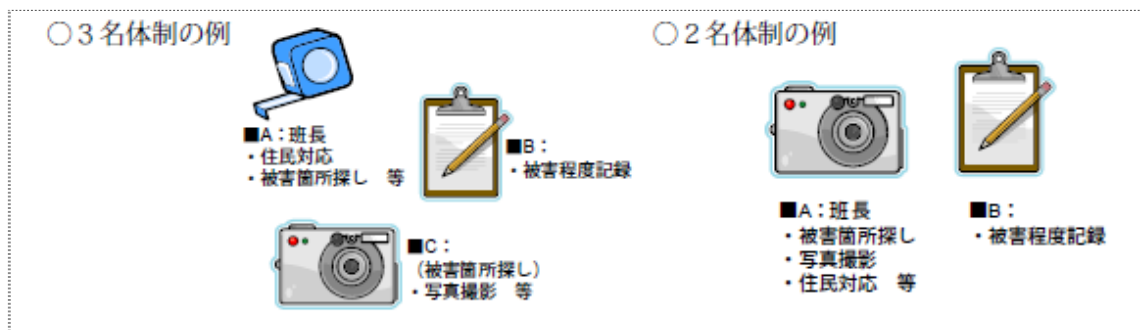 ○3名体制の例
■A：班長
・住民対応
・被害箇所探し　等
■B：
・被害程度記録
■C：
（被害箇所探し）
・写真撮影　等
○2名体制の例
■A：班長
・被害箇所探し
・写真撮影
・住民対応　等
■B：
・被害程度記録